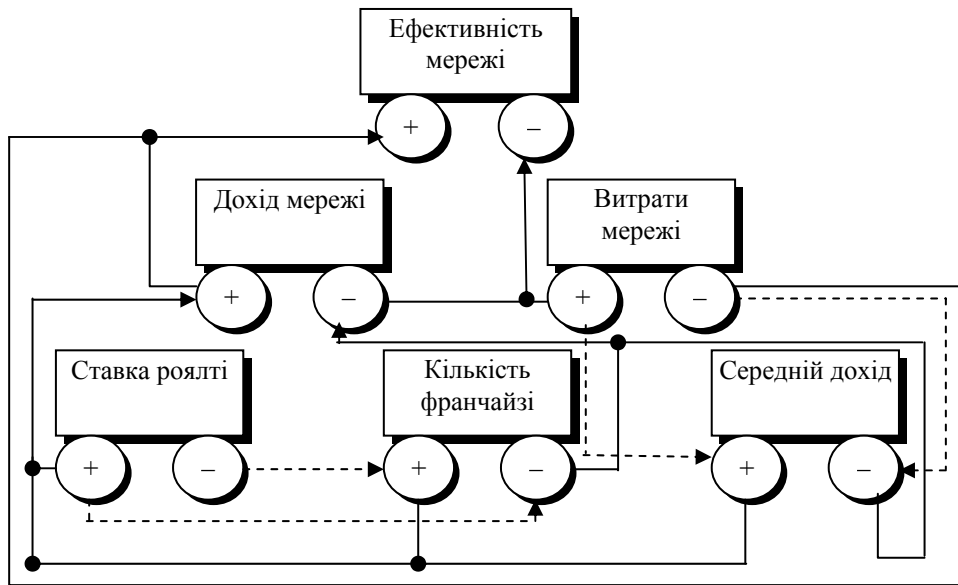 Ефективність
мережі
+
–
Дохід мережі
Витрати
мережі
+
–
+
–
Ставка роялті
Кількість
франчайзі
Середній дохід
+
–
+
–
+
–